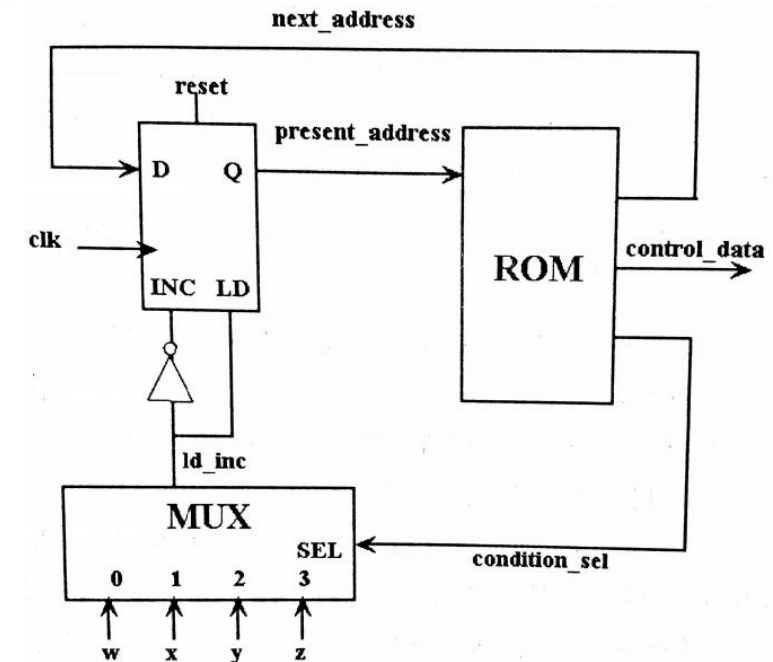 next_address
reset
present_address
D Q
clk
control_data
ROM
INC LD
ld_inc
MUX
SEL
condition_sel
0 1 2 3
w x y z